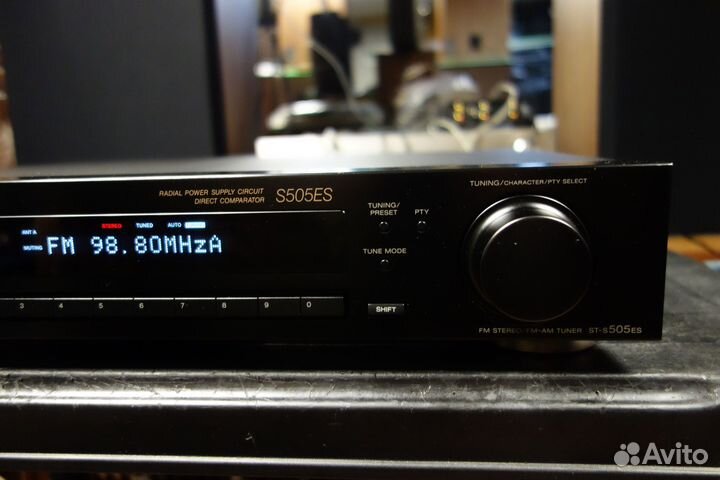 RADIAL POWER SUPPLY CIRCUIT
DIRECT COMPARATOR
S505ES
TUNING/CHARACTER/PTY SELECT
TUNING/
PRESET
PTY
TUNE MODE
ANT A
STEREO
TUNED
AUTO
MUTING
FM 98.80MHzA
3 4 5 6 7 8 9 0
SHIFT
FM STEREO/FM-AM TUNER ST-S505ES
Avito